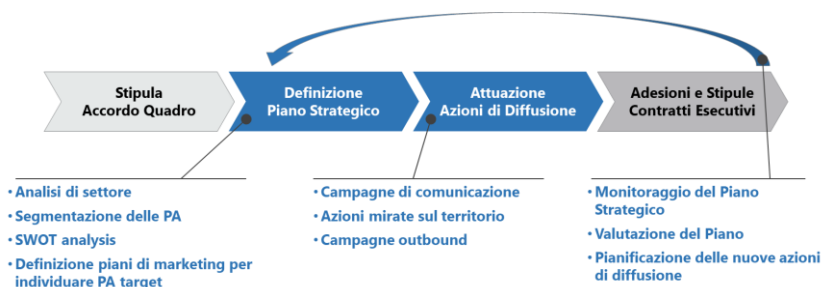 Stipula
Accordo Quadro
Definizione
Piano Strategico
Attuazione
Azioni di Diffusione
Adesioni e Stipule
Contratti Esecutivi
• Analisi di settore
• Segmentazione delle PA
• SWOT analysis
• Definizione piani di marketing per
individuare PA target
• Campagne di comunicazione
• Azioni mirate sul territorio
• Campagne outbound
• Monitoraggio del Piano
Strategico
• Valutazione del Piano
• Pianificazione delle nuove azioni
di diffusione